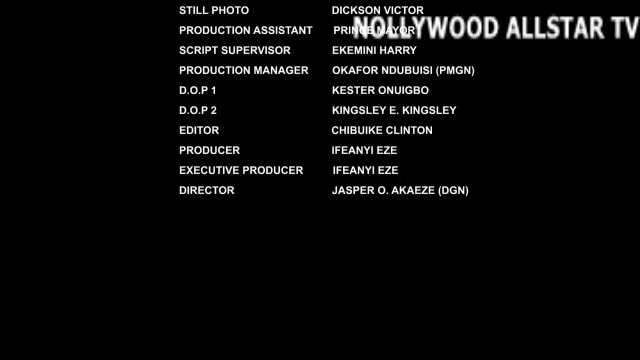 STILL PHOTO DICKSON VICTOR
NOLLYWOOD ALLSTAR TV
PRODUCTION ASSISTANT PRINCE MAYOR
SCRIPT SUPERVISOR EKEMINI HARRY
PRODUCTION MANAGER OKAFOR NDUBUISI (PMGN)
D.O.P 1 KESTER ONUIGBO
D.O.P 2 KINGSLEY E. KINGSLEY
EDITOR CHIBUIKE CLINTON
PRODUCER IFEANYI EZE
EXECUTIVE PRODUCER IFEANYI EZE
DIRECTOR JASPER O. AKAEZE (DGN)